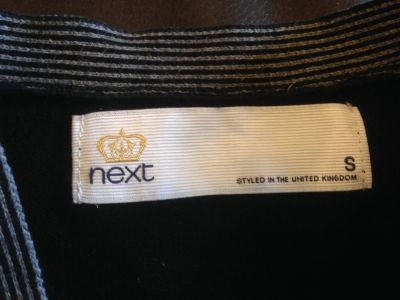 next
S
STYLED IN THE UNITED KINGDOM